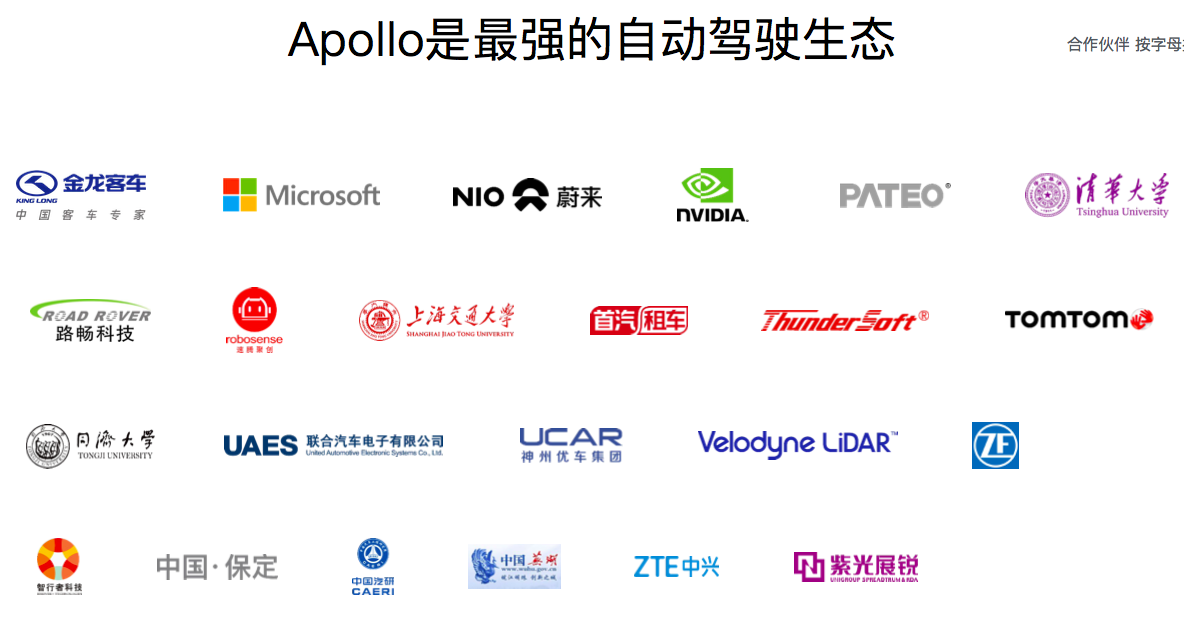 Apollo是最强的自动驾驶生态
合作伙伴 按字母
金龙客车
KING LONG
中国客车专家
Microsoft
NIO 蔚来
NVIDIA.
PATEO®
清華大学
Tsinghua University
ROAD ROVER
路畅科技
robosense
速腾聚创
上海交通大学
SHANGHAI JIAO TONG UNIVERSITY
首汽租车
ThunderSoft®
TOMTOM
同濟大学
TONGJI UNIVERSITY
UAES 联合汽车电子有限公司
United Automotive Electronic Systems Co., Ltd.
UCAR
神州优车集团
Velodyne LiDAR™
ZF
智行者科技
中国·保定
中国汽研
CAERI
中国芜湖
www.wuhu.gov.cn
ZTE中兴
紫光展锐
UNIGROUP SPREADTRUM & RDA